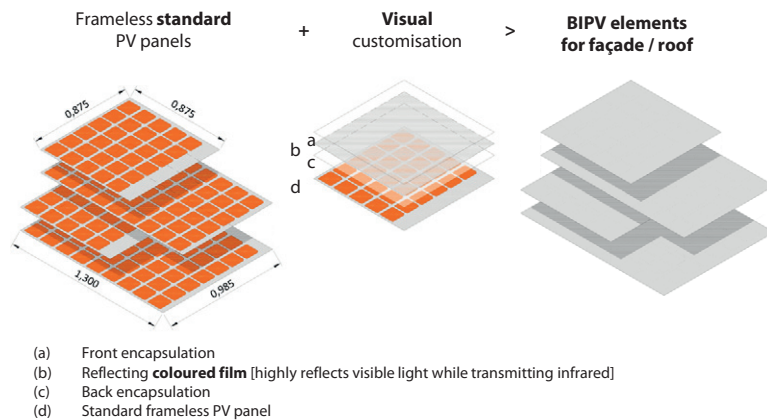 Frameless standard
PV panels
+
Visual
customisation
>
BIPV elements
for façade / roof
0,875
0,875
a
b
c
d
1,300
0,985
(a) Front encapsulation
(b) Reflecting coloured film [highly reflects visible light while transmitting infrared]
(c) Back encapsulation
(d) Standard frameless PV panel